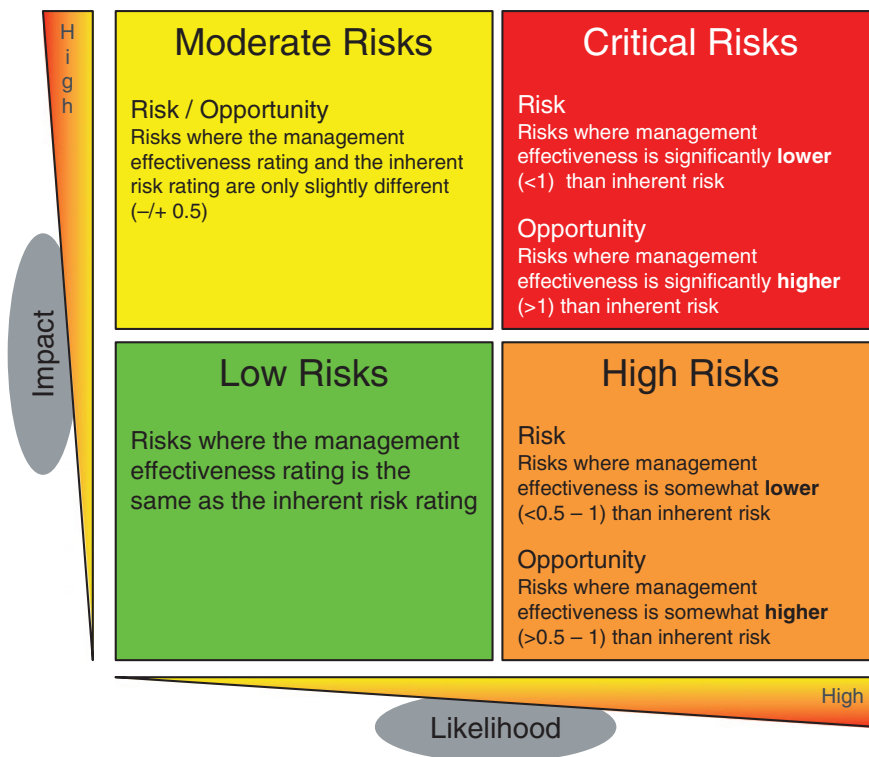 High
Moderate Risks
Risk / Opportunity
Risks where the management
effectiveness rating and the inherent
risk rating are only slightly different
(–/+ 0.5)
Critical Risks
Risk
Risks where management
effectiveness is significantly lower
(<1)  than inherent risk
Opportunity
Risks where management
effectiveness is significantly higher
(>1) than inherent risk
Impact
Low Risks
Risks where the management
effectiveness rating is the
same as the inherent risk rating
High Risks
Risk
Risks where management
effectiveness is somewhat lower
(<0.5 – 1) than inherent risk
Opportunity
Risks where management
effectiveness is somewhat higher
(>0.5 – 1) than inherent risk
High
Likelihood